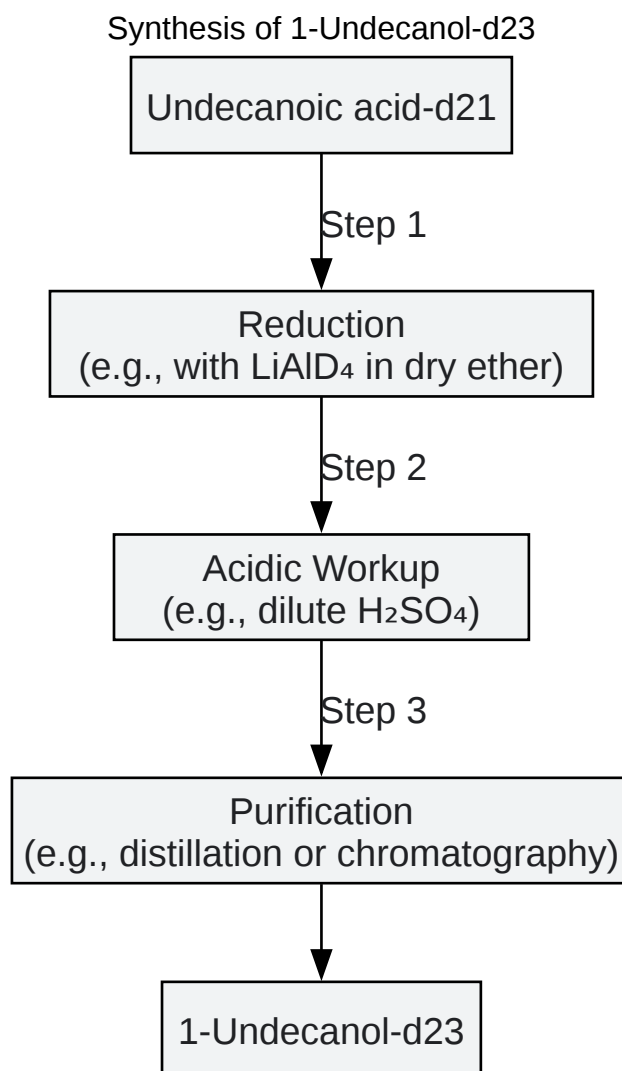 Synthesis of 1-Undecanol-d23
Undecanoic acid-d21
Step 1
Reduction
(e.g., with LiAlD₄ in dry ether)
Step 2
Acidic Workup
(e.g., dilute H₂SO₄)
Step 3
Purification
(e.g., distillation or chromatography)
1-Undecanol-d23